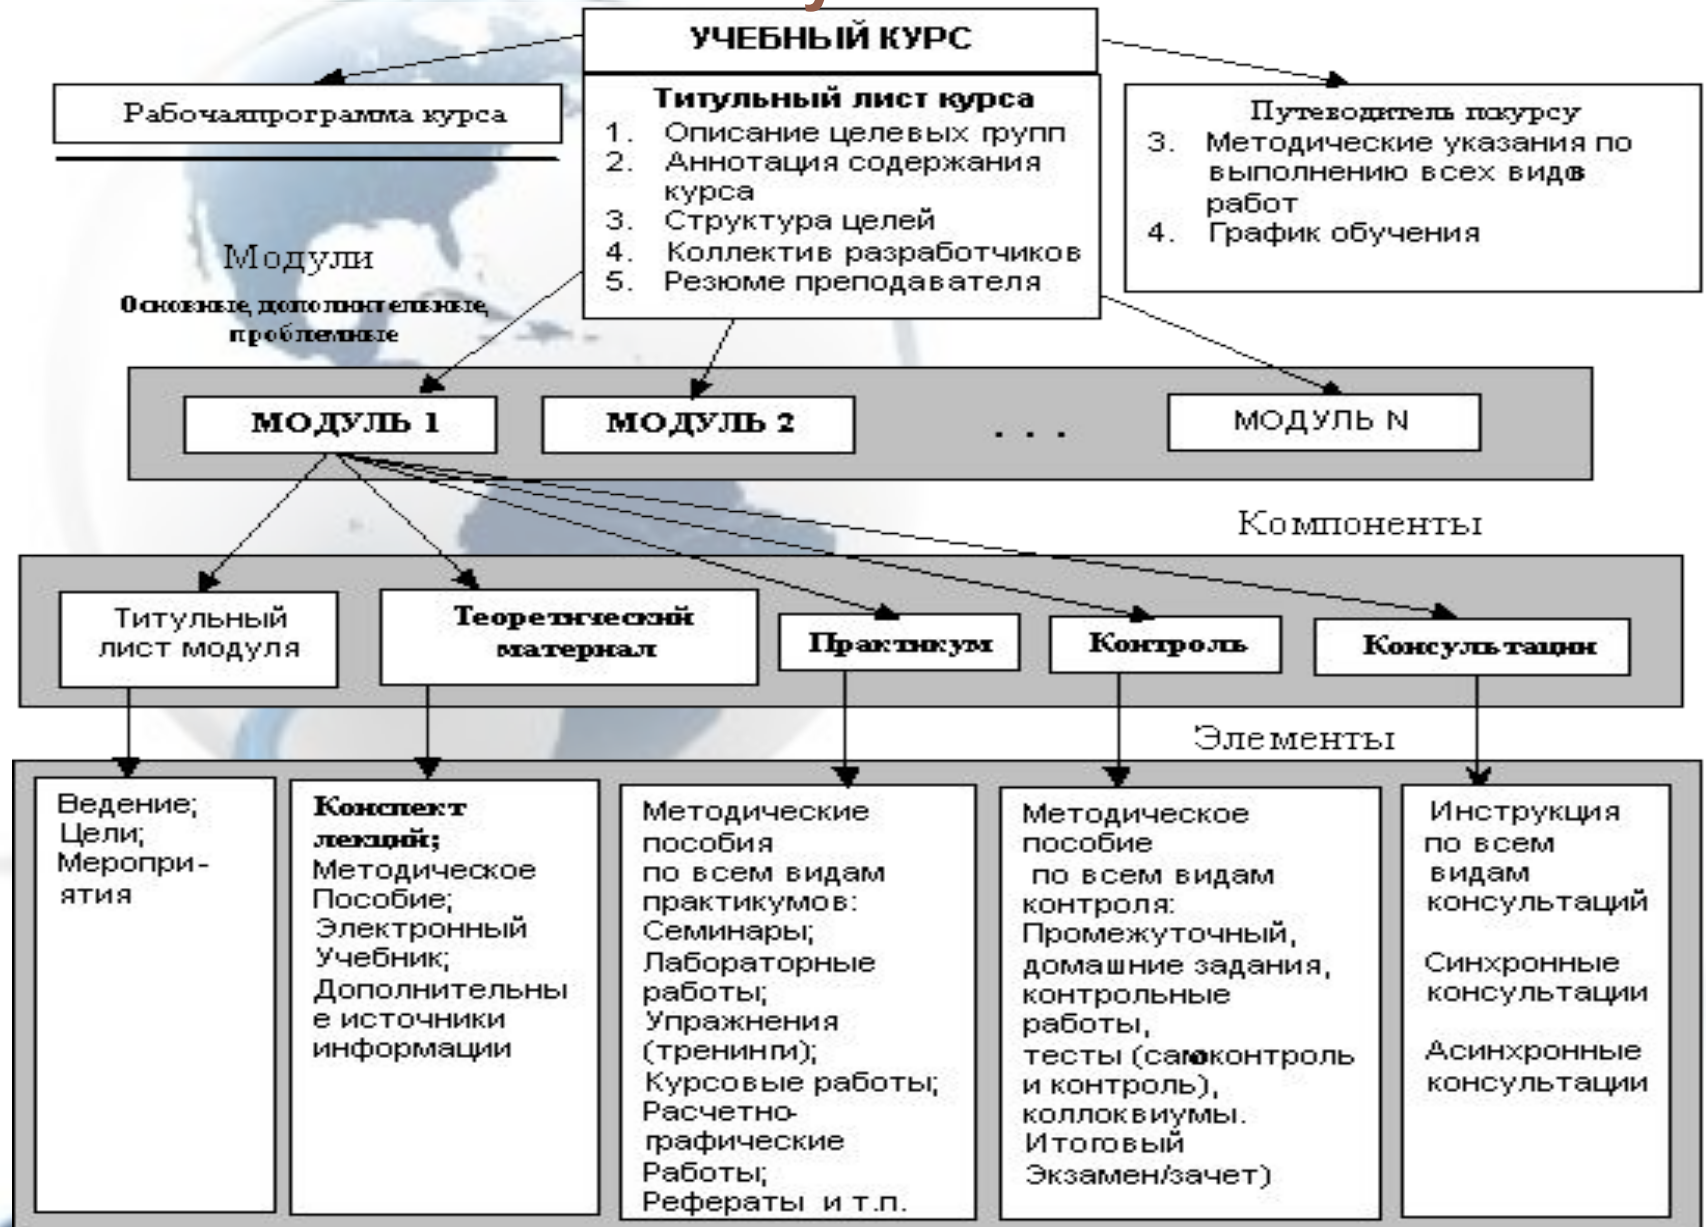 УЧЕБНЫЙ КУРС
Рабочаяпрограмма курса
Титульный лист курса
1. Описание целевых групп
2. Аннотация содержания
курса
3. Структура целей
4. Коллектив разработчиков
5. Резюме преподавателя
Путеводитель покурсу
3. Методические указания по
выполнению всех видов
работ
4. График обучения
Модули
Основные, дополнительные,
проблемные
МОДУЛЬ 1
МОДУЛЬ 2
. . .
МОДУЛЬ N
Компоненты
Титульный
лист модуля
Теоретический
материал
Практикум
Контроль
Консультации
Элементы
Ведение;
Цели;
Меропри-
ятия
Конспект
лекций;
Методическое
Пособие;
Электронный
Учебник;
Дополнительны
е источники
информации
Методические
пособия
по всем видам
практикумов:
Семинары;
Лабораторные
работы;
Упражнения
(тренинги);
Курсовые работы;
Расчетно-
графические
Работы;
Рефераты и т.п.
Методическое
пособие
по всем видам
контроля:
Промежуточный,
домашние задания,
контрольные
работы,
тесты (самоконтроль
и контроль),
коллоквиумы.
Итоговый
Экзамен/зачет)
Инструкция
по всем
видам
консультаций
Синхронные
консультации
Асинхронные
консультации